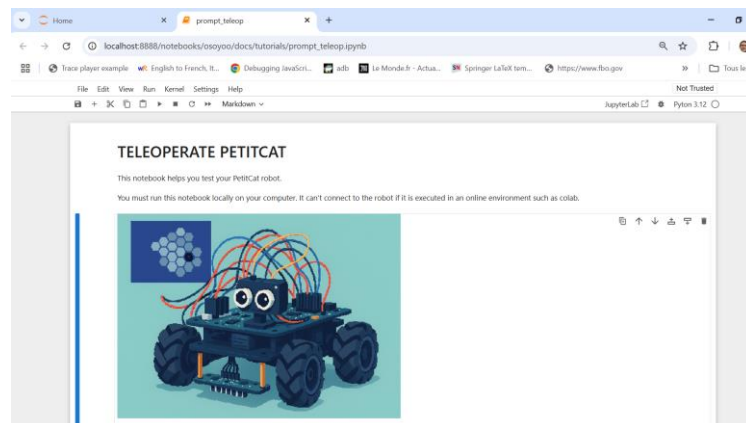 Home
prompt_teleop
localhost:8888/notebooks/osoyoo/docs/tutorials/prompt_teleop.ipynb
Trace player example
English to French, It...
Debugging JavaScri...
adb
Le Monde.fr - Actua...
Springer LaTeX tem...
https://www.fbo.gov
Tous le
File Edit View Run Kernel Settings Help
Not Trusted
Markdown
JupyterLab
Pyton 3.12
TELEOPERATE PETITCAT
This notebook helps you test your PetitCat robot.
You must run this notebook locally on your computer. It can't connect to the robot if it is executed in an online environment such as colab.